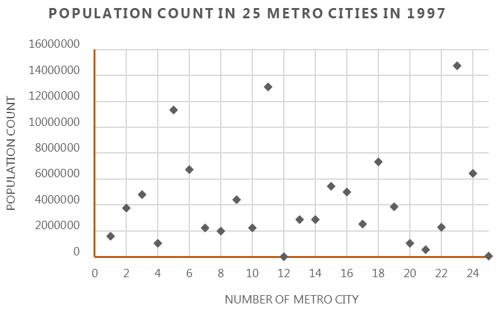 POPULATION COUNT IN 25 METRO CITIES IN 1997
16000000
14000000
12000000
10000000
8000000
6000000
4000000
2000000
0
POPULATION COUNT
0 2 4 6 8 10 12 14 16 18 20 22 24
NUMBER OF METRO CITY